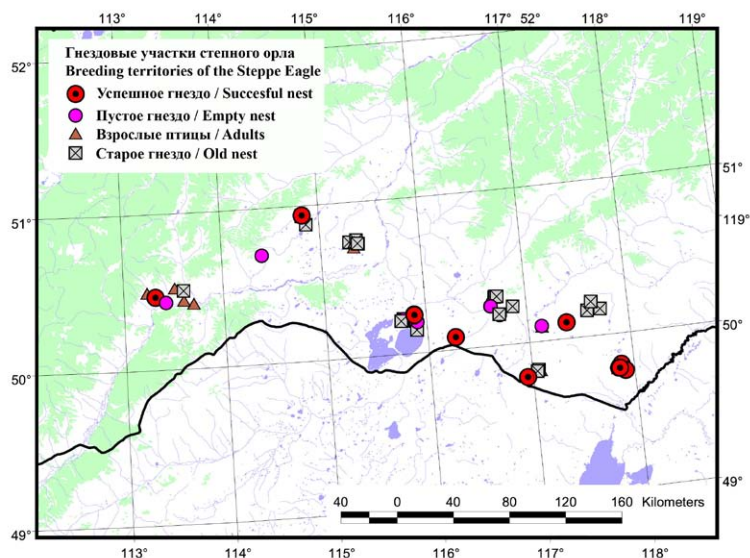 113° 114° 115° 116° 117° 52° 118° 119°
52°
Гнездовые участки степного орла
Breeding territories of the Steppe Eagle
Успешное гнездо / Succesful nest
Пустое гнездо / Empty nest
Взрослые птицы / Adults
Старое гнездо / Old nest
51°
51°
119°
50°
50°
49°
49°
40 0 40 80 120 160 Kilometers
113° 114° 115° 116° 117° 118°